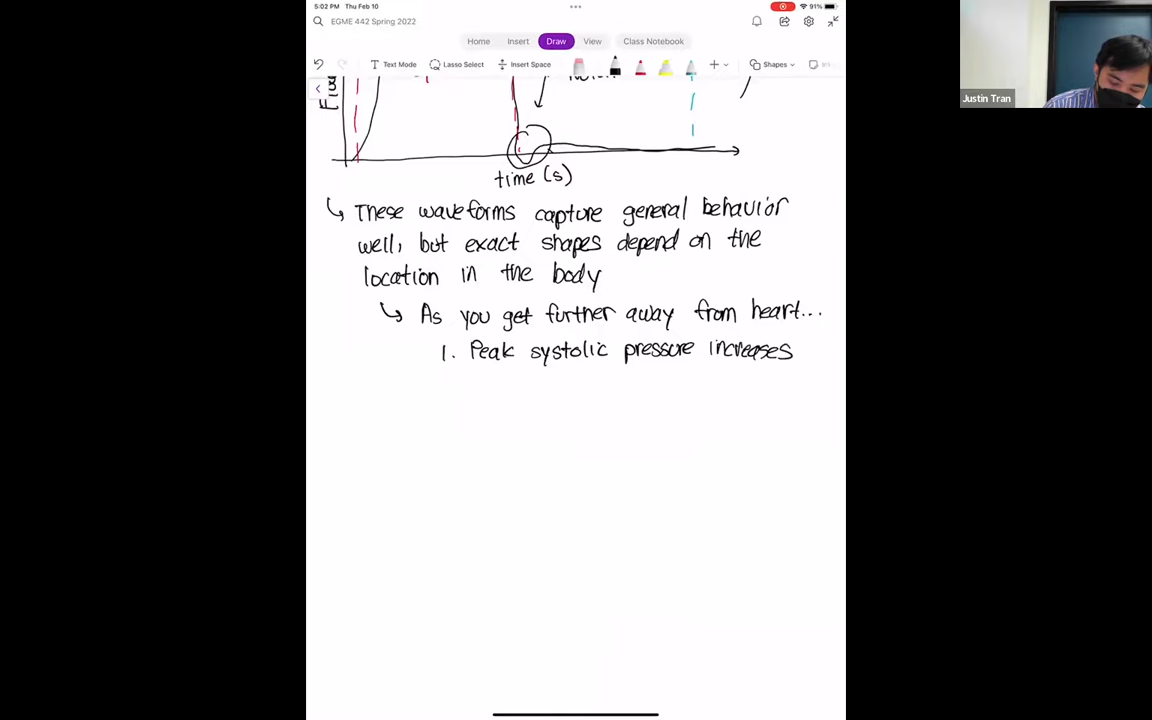 5:02 PM Thu Feb 10
91%
EGME 442 Spring 2022
Home Insert Draw View Class Notebook
Text Mode Lasso Select Insert Space Shapes
Justin Tran
time (s)
These waveforms capture general behavior
well, but exact shapes depend on the
location in the body
As you get further away from heart...
1. Peak systolic pressure increases